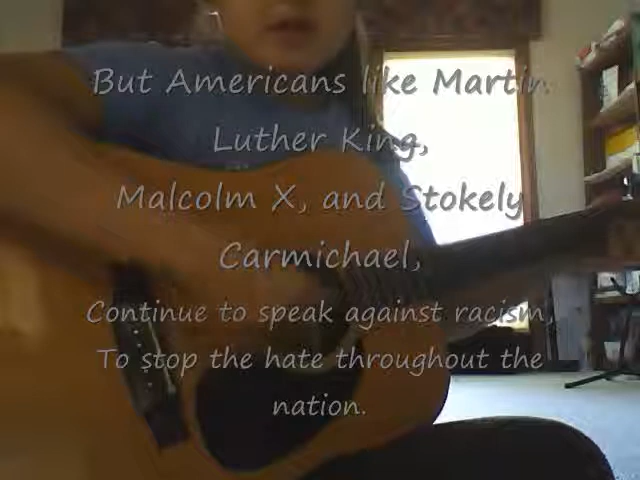 But Americans like Martin
Luther King,
Malcolm X, and Stokely
Carmichael,
Continue to speak against racism,
To stop the hate throughout the
nation.